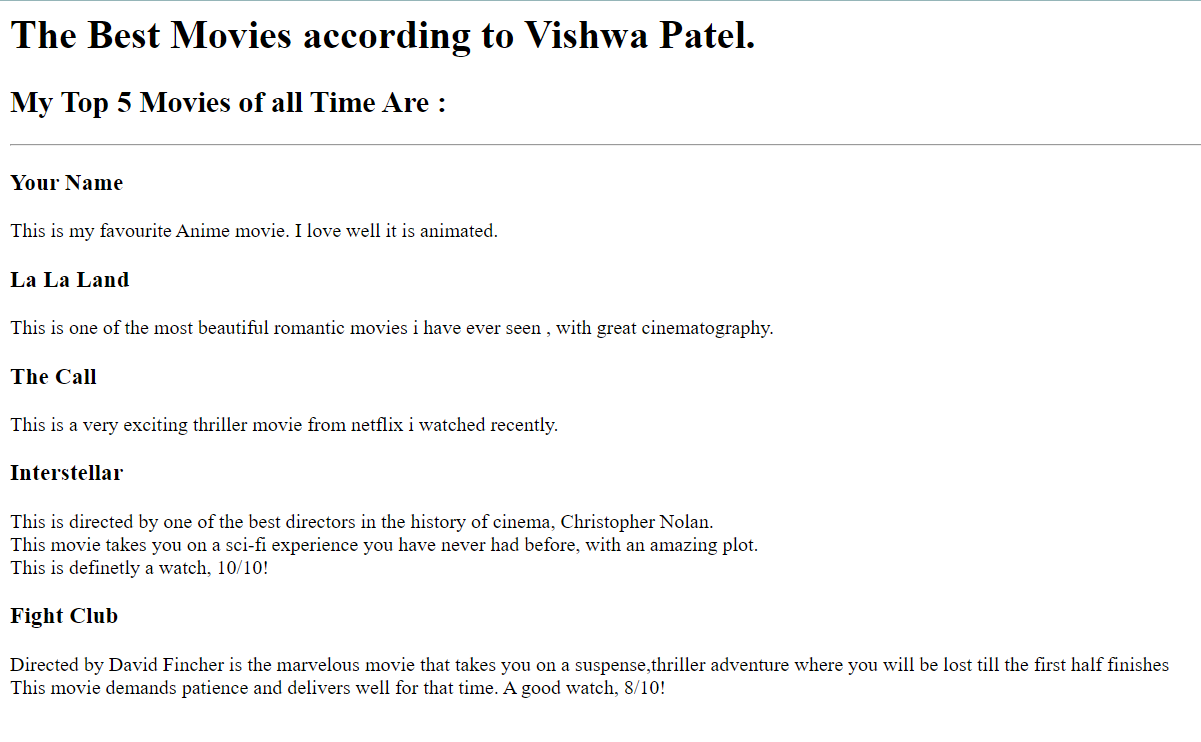 The Best Movies according to Vishwa Patel.
My Top 5 Movies of all Time Are :
Your Name
This is my favourite Anime movie. I love well it is animated.
La La Land
This is one of the most beautiful romantic movies i have ever seen , with great cinematography.
The Call
This is a very exciting thriller movie from netflix i watched recently.
Interstellar
This is directed by one of the best directors in the history of cinema, Christopher Nolan.
This movie takes you on a sci-fi experience you have never had before, with an amazing plot.
This is definetly a watch, 10/10!
Fight Club
Directed by David Fincher is the marvelous movie that takes you on a suspense,thriller adventure where you will be lost till the first half finishes
This movie demands patience and delivers well for that time. A good watch, 8/10!